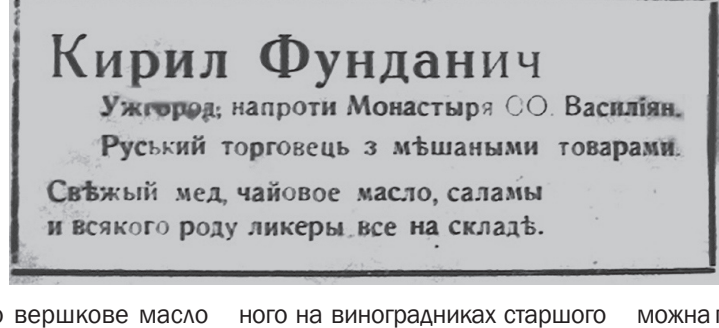 Кирил Фунданич
Ужгород; напроти Монастыря СО. Василіян.
Руський торговець з мѣшаными товарами.
Свѣжый мед, чайовое масло, саламы
и всякого роду ликеры все на складѣ.
вершкове масло ного на виноградниках старшого можна